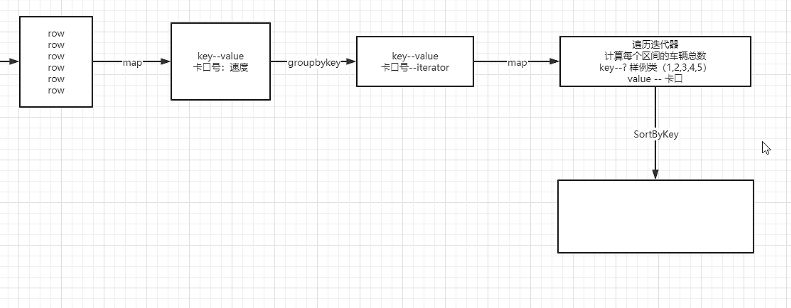 row
row
row
row
row
row
map
key--value
卡口号：速度
groupbykey
key--value
卡口号--iterator
map
遍历迭代器
计算每个区间的车辆总数
key--? 样例类（1,2,3,4,5）
value -- 卡口
SortByKey